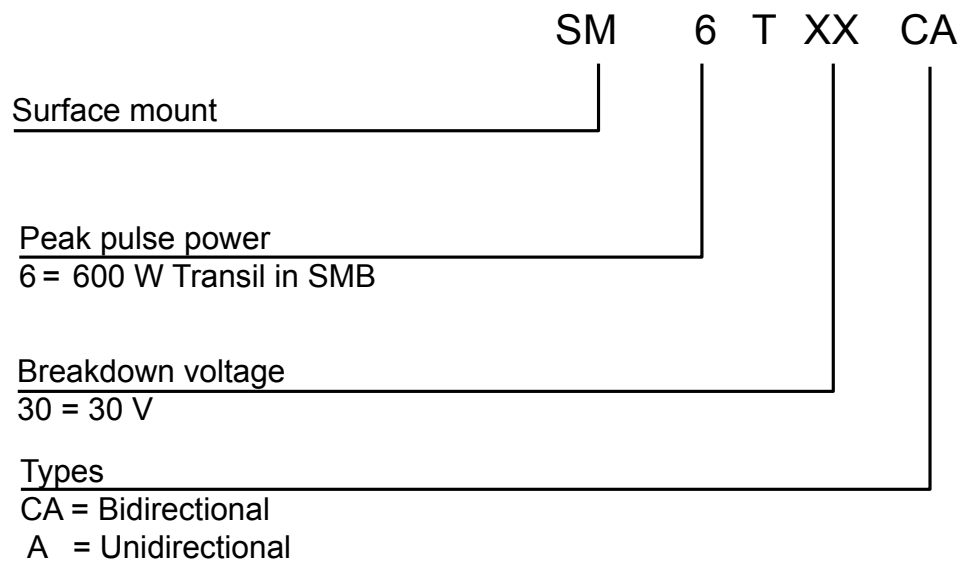 SM 6 T XX CA
Surface mount
Peak pulse power
6 = 600 W Transil in SMB
Breakdown voltage
30 = 30 V
Types
CA = Bidirectional
A = Unidirectional